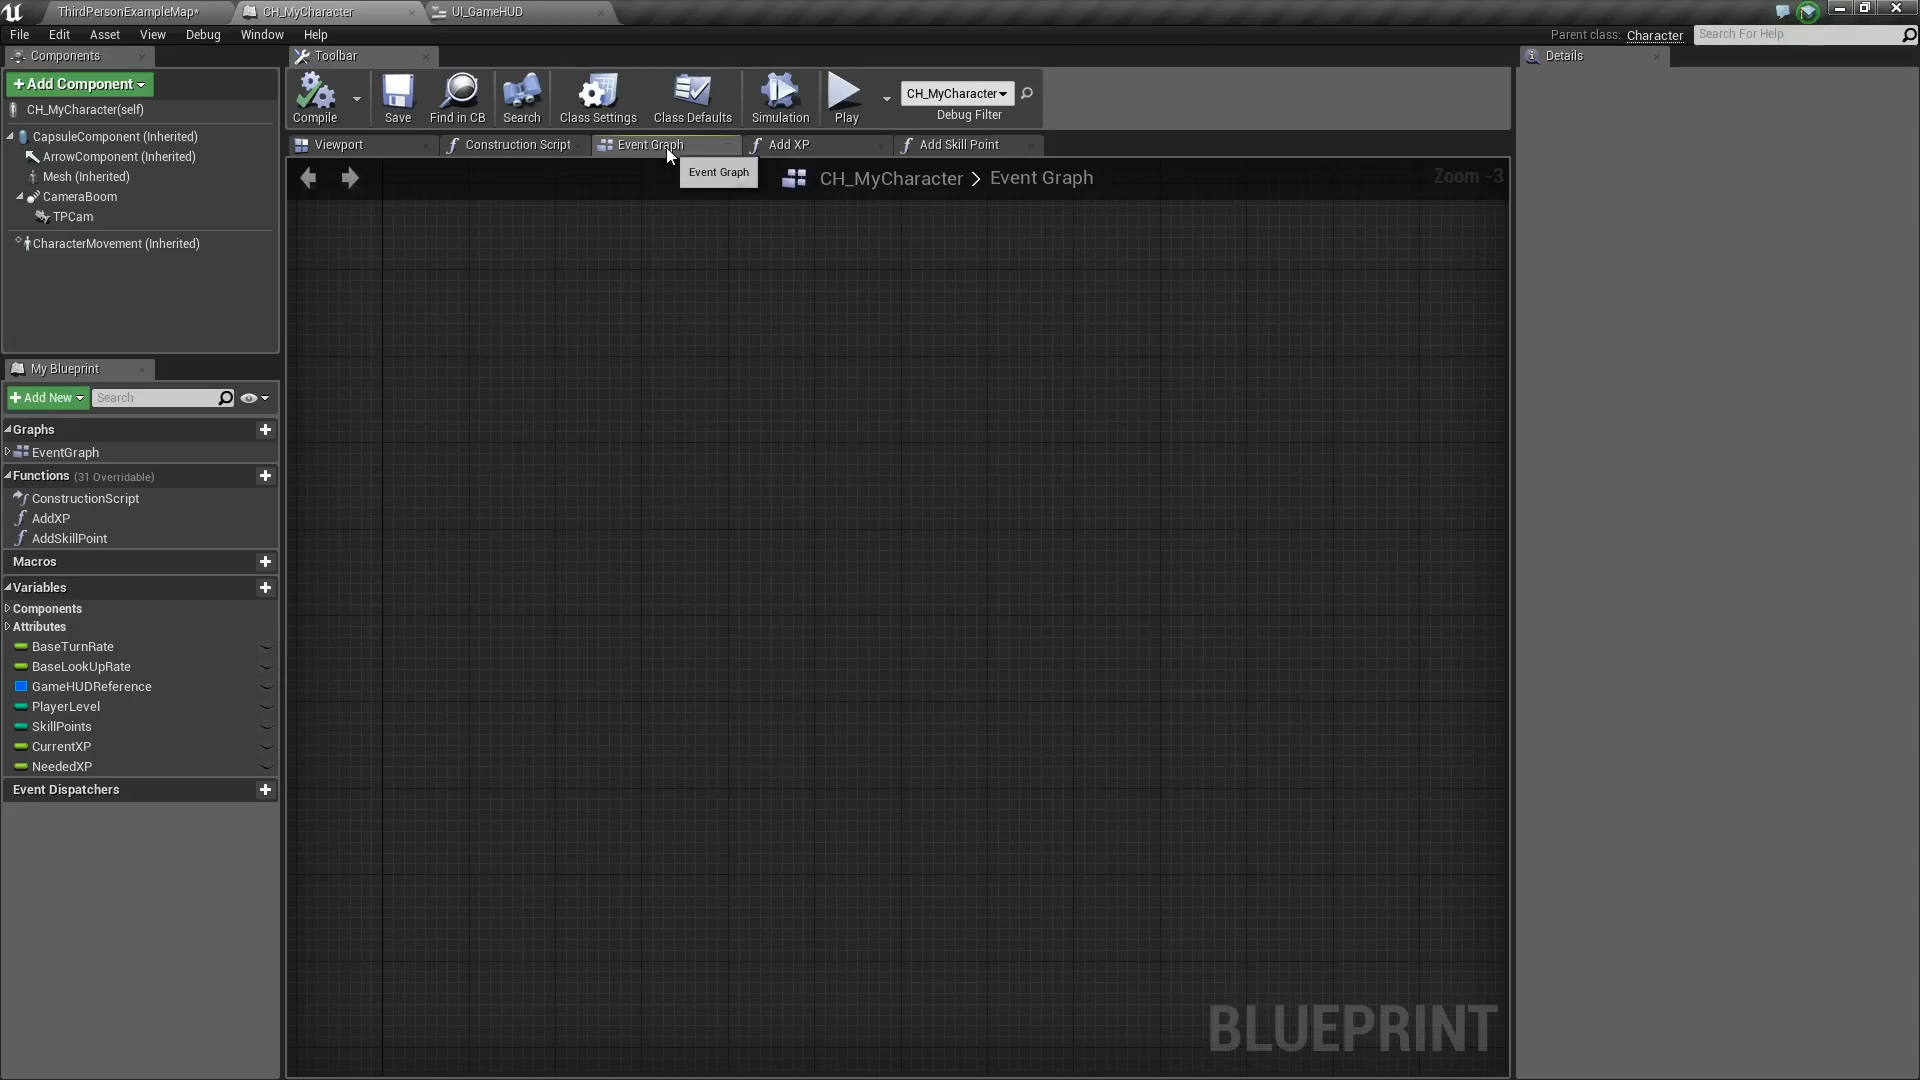 ThirdPersonExampleMap*
CH_MyCharacter
UI_GameHUD
File Edit Asset View Debug Window Help
Parent class: Character
Search For Help
Components
+Add Component
CH_MyCharacter(self)
CapsuleComponent (Inherited)
ArrowComponent (Inherited)
Mesh (Inherited)
CameraBoom
TPCam
CharacterMovement (Inherited)
My Blueprint
+Add New
Search
Graphs
EventGraph
Functions (31 Overridable)
ConstructionScript
AddXP
AddSkillPoint
Macros
Variables
Components
Attributes
BaseTurnRate
BaseLookUpRate
GameHUDReference
PlayerLevel
SkillPoints
CurrentXP
NeededXP
Event Dispatchers
Toolbar
Compile
Save
Find in CB
Search
Class Settings
Class Defaults
Simulation
Play
CH_MyCharacter
Debug Filter
Viewport
Construction Script
Event Graph
Add XP
Add Skill Point
Event Graph
CH_MyCharacter > Event Graph
Zoom -3
BLUEPRINT
Details